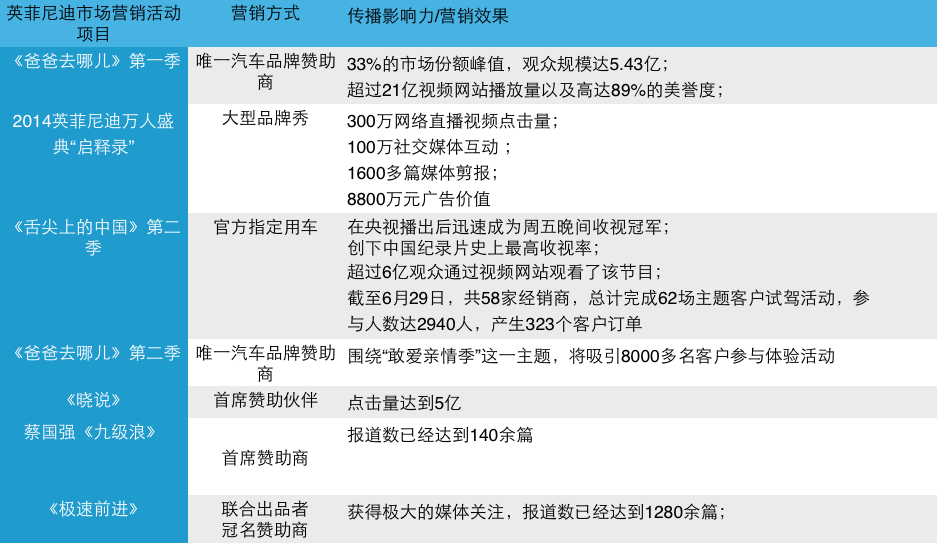 英菲尼迪市场营销活动
项目
营销方式
传播影响力/营销效果
《爸爸去哪儿》第一季
唯一汽车品牌赞助
商
33%的市场份额峰值，观众规模达5.43亿；
超过21亿视频网站播放量以及高达89%的美誉度；
2014英菲尼迪万人盛
典“启释录”
大型品牌秀
300万网络直播视频点击量；
100万社交媒体互动；
1600多篇媒体剪报；
8800万元广告价值
《舌尖上的中国》第二
季
官方指定用车
在央视播出后迅速成为周五晚间收视冠军；
创下中国纪录片史上最高收视率；
超过6亿观众通过视频网站观看了该节目；
截至6月29日，共58家经销商，总计完成62场主题客户试驾活动，参
与人数达2940人，产生323个客户订单
《爸爸去哪儿》第二季
唯一汽车品牌赞助
商
围绕“敢爱亲情季”这一主题，将吸引8000多名客户参与体验活动
《晓说》
首席赞助伙伴
点击量达到5亿
蔡国强《九级浪》
首席赞助商
报道数已经达到140余篇
《极速前进》
联合出品者
冠名赞助商
获得极大的媒体关注，报道数已经达到1280余篇；